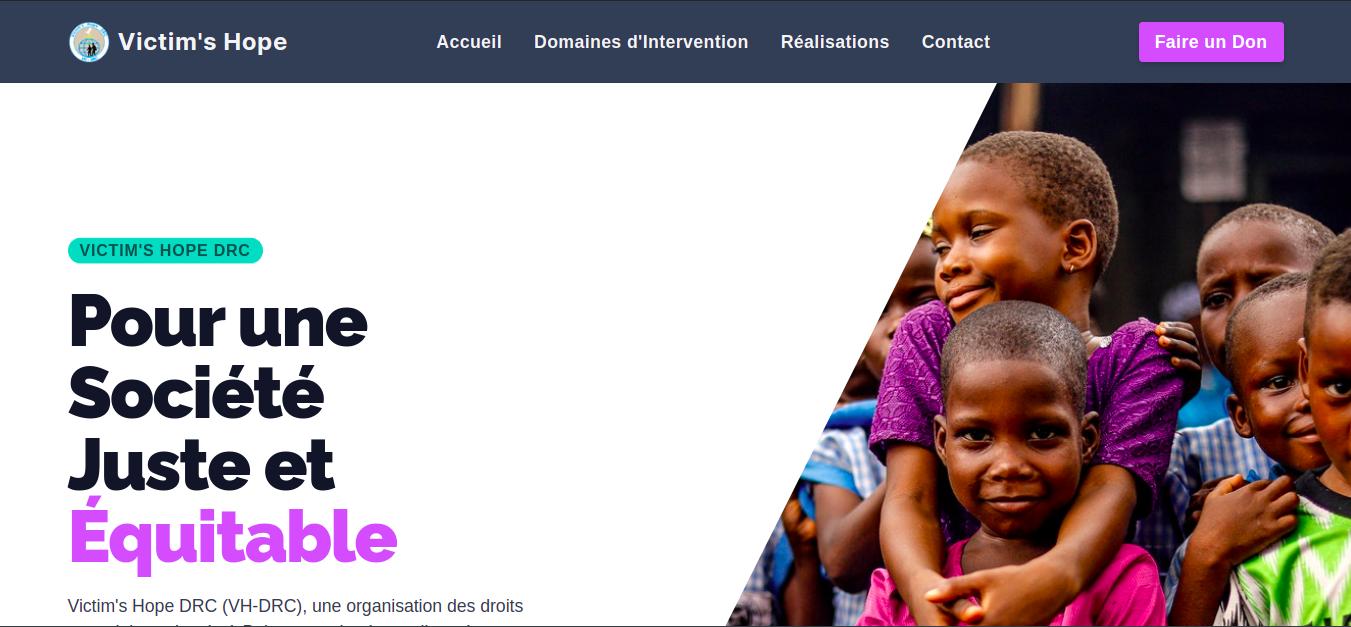 Victim's Hope
Accueil
Domaines d'Intervention
Réalisations
Contact
Faire un Don
VICTIM'S HOPE DRC
Pour une
Société
Juste et
Équitable
Victim's Hope DRC (VH-DRC), une organisation des droits